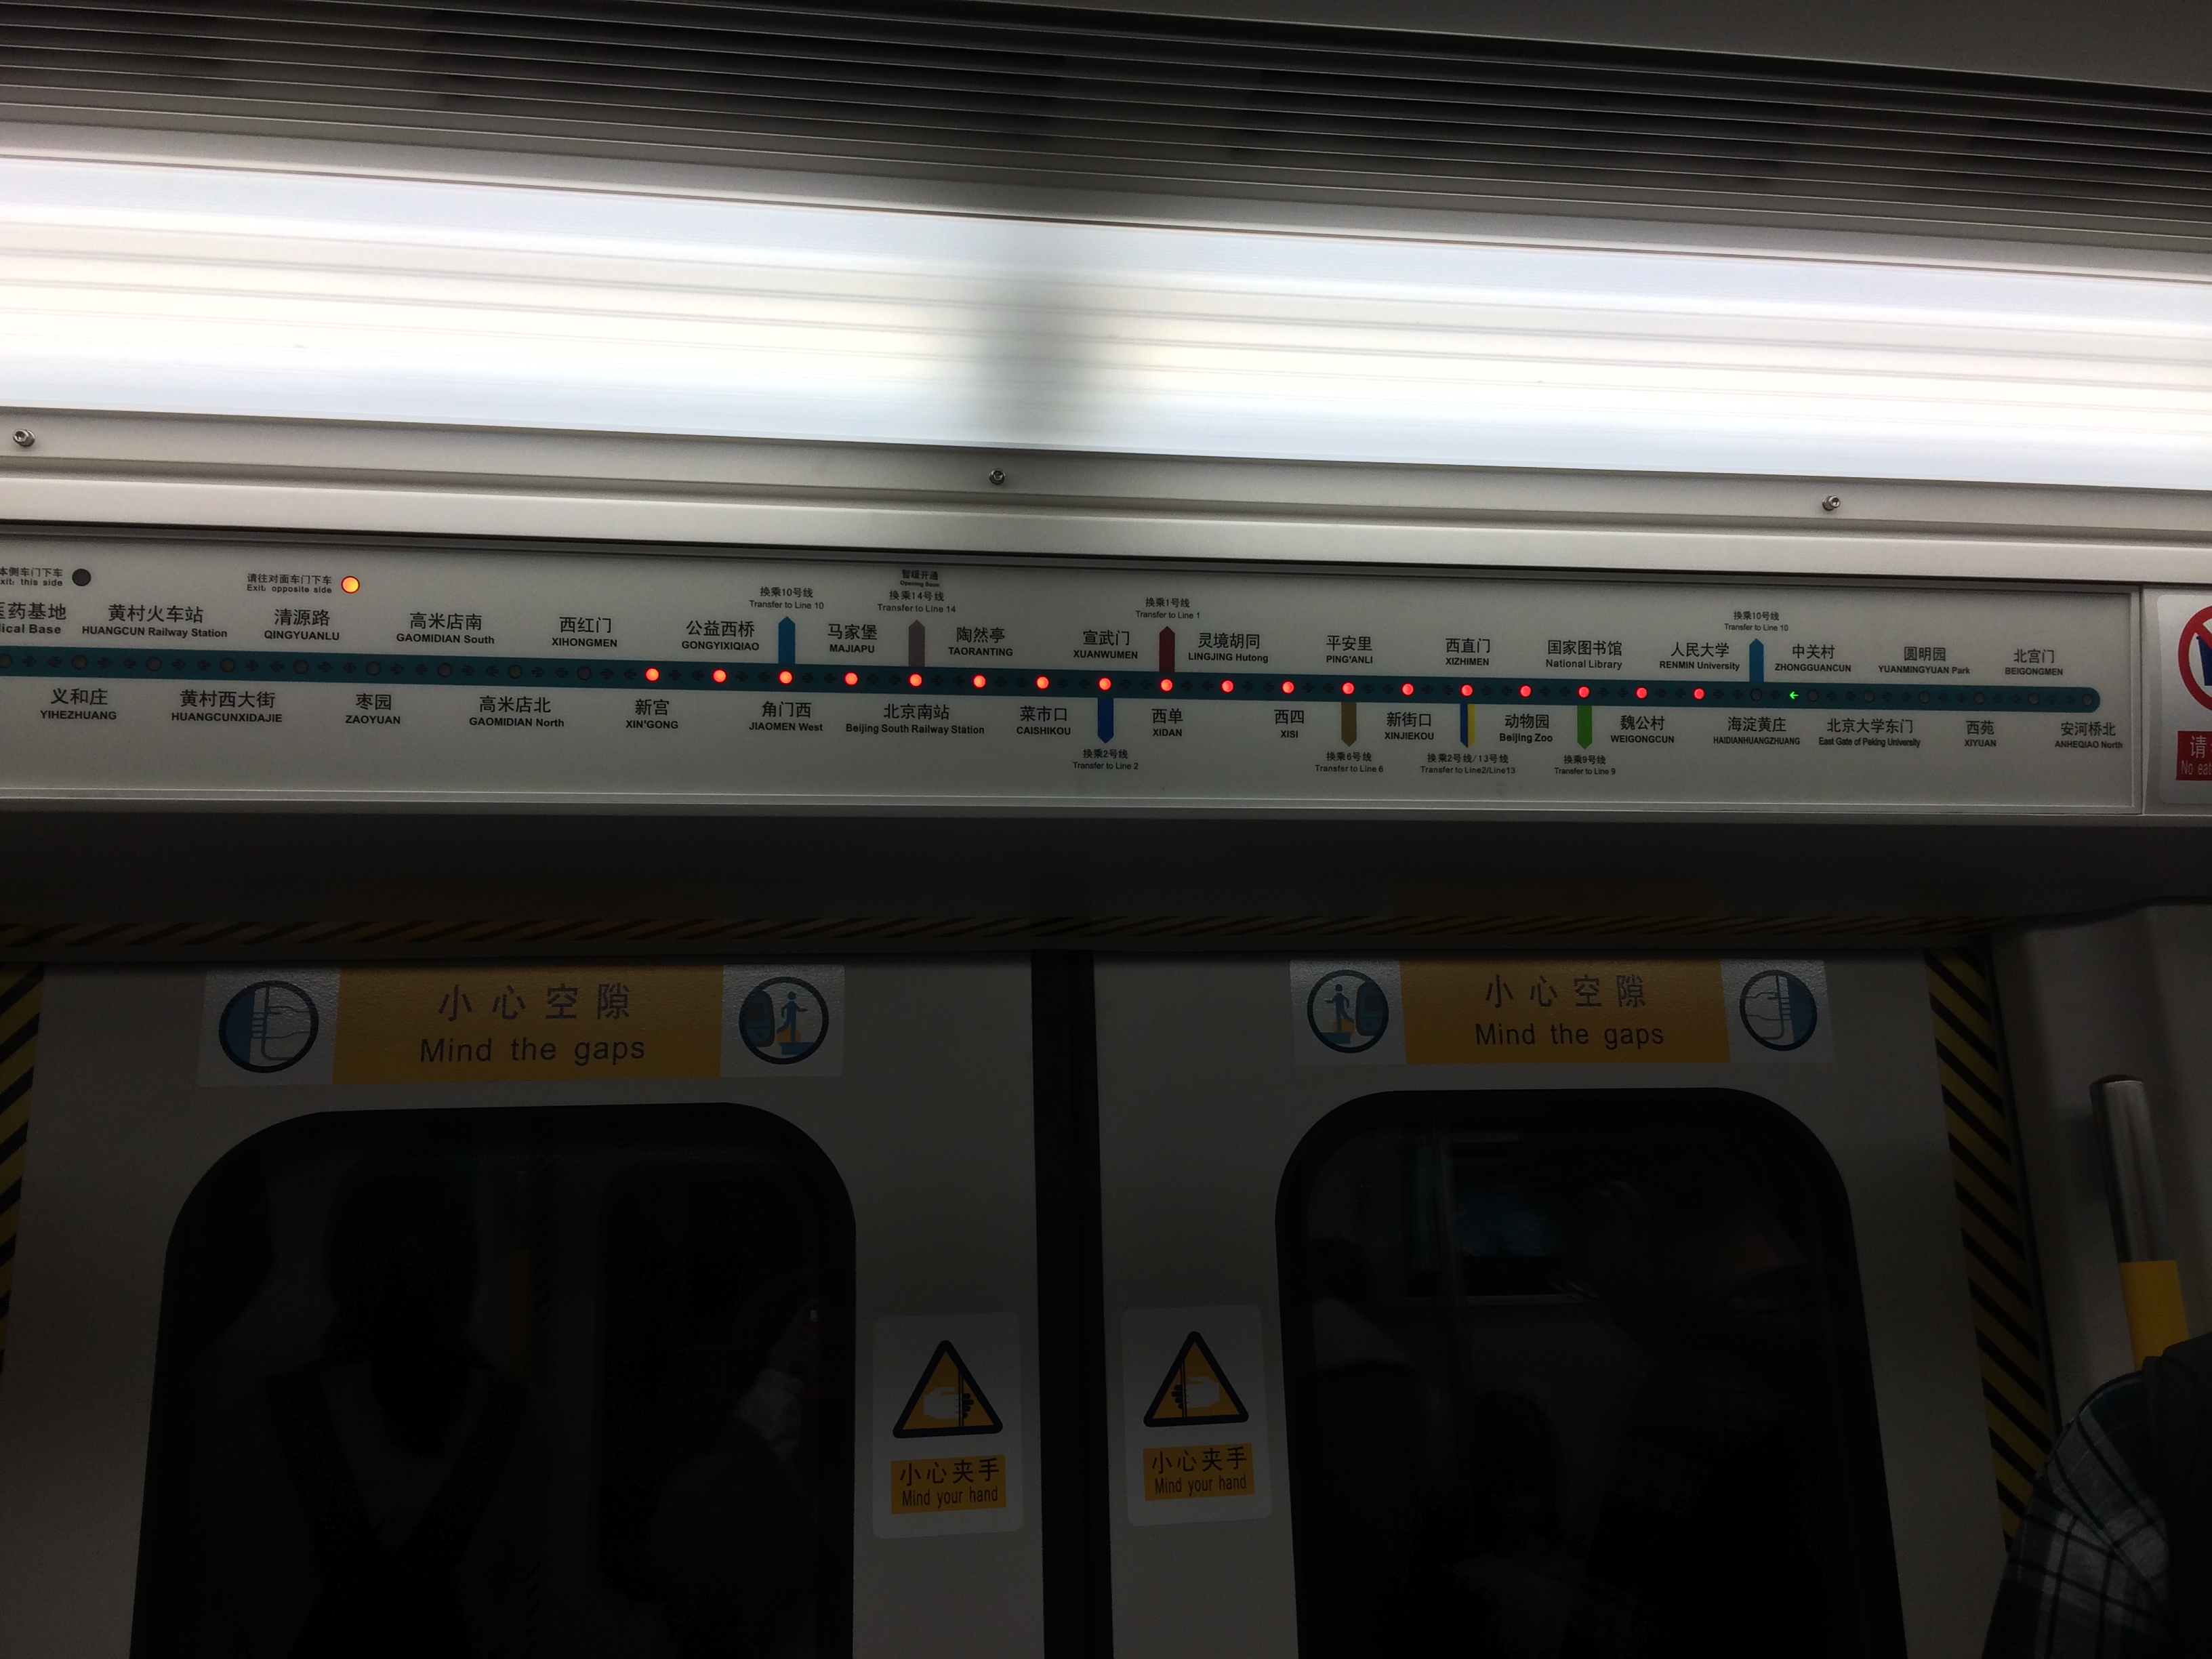 本侧车门下车
Exit: this side
请往对面车门下车
Exit: opposite side
医药基地
ical Base
黄村火车站
HUANGCUN Railway Station
清源路
QINGYUANLU
高米店南
GAOMIDIAN South
西红门
XIHONGMEN
公益西桥
GONGYIXIQIAO
换乘10号线
Transfer to Line 10
马家堡
MAJIAPU
暂缓开通
Opening Soon
换乘14号线
Transfer to Line 14
陶然亭
TAORANTING
宣武门
XUANWUMEN
换乘1号线
Transfer to Line 1
灵境胡同
LINGJING Hutong
平安里
PING'ANLI
西直门
XIZHIMEN
国家图书馆
National Library
人民大学
RENMIN University
换乘10号线
Transfer to Line 10
中关村
ZHONGGUANCUN
圆明园
YUANMINGYUAN Park
北宫门
BEIGONGMEN
义和庄
YIHEZHUANG
黄村西大街
HUANGCUNXIDAJIE
枣园
ZAOYUAN
高米店北
GAOMIDIAN North
新宫
XIN'GONG
角门西
JIAOMEN West
北京南站
Beijing South Railway Station
菜市口
CAISHIKOU
换乘2号线
Transfer to Line 2
西单
XIDAN
西四
XISI
换乘6号线
Transfer to Line 6
新街口
XINJIEKOU
换乘2号线/13号线
Transfer to Line2/Line13
动物园
Beijing Zoo
换乘9号线
Transfer to Line 9
魏公村
WEIGONGCUN
海淀黄庄
HAIDIANHUANGZHUANG
北京大学东门
East Gate of Peking University
西苑
XIYUAN
安河桥北
ANHEQIAO North
请
No eat
小心空隙
Mind the gaps
小心空隙
Mind the gaps
小心夹手
Mind your hand
小心夹手
Mind your hand